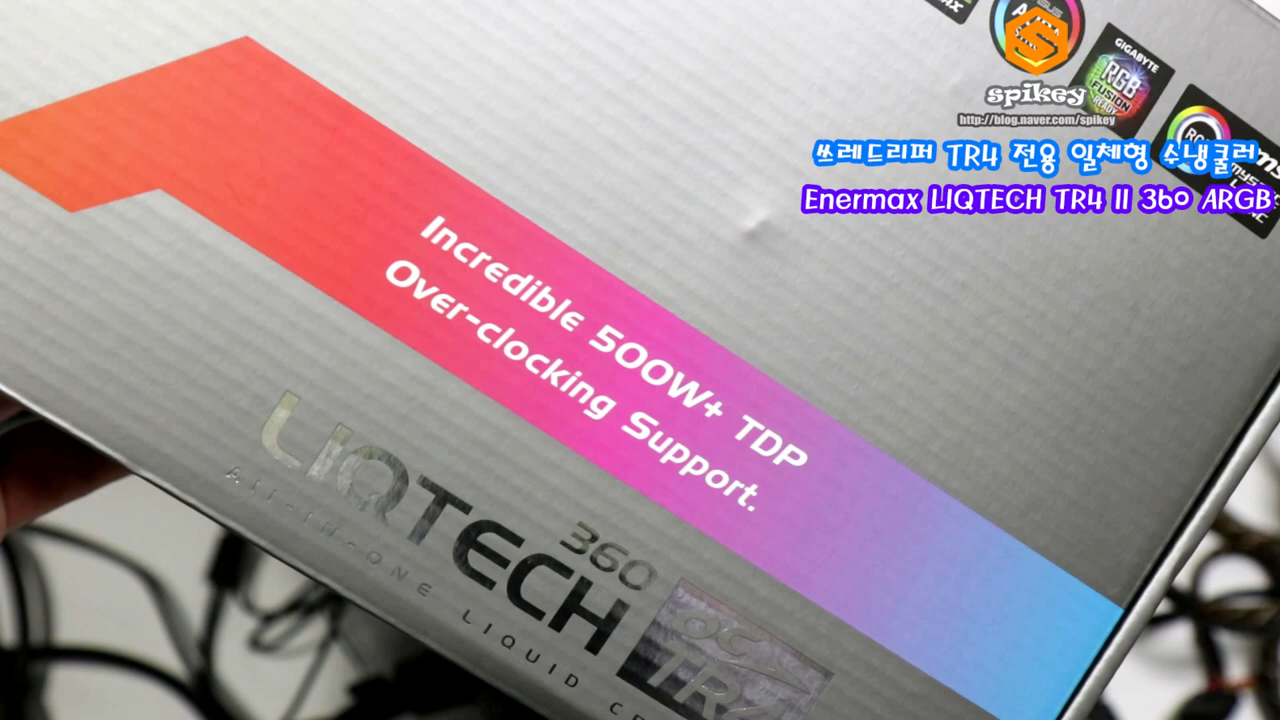 spikey
http://blog.naver.com/spikey
GIGABYTE
RGB
FUSION
READY
쓰레드리퍼 TR4 전용 일체형 수냉쿨러
Enermax LIQTECH TR4 II 360 ARGB
Incredible 500W+ TDP
Over-clocking Support.
LIQTECH
360
OC
ALL-IN-ONE LIQUID